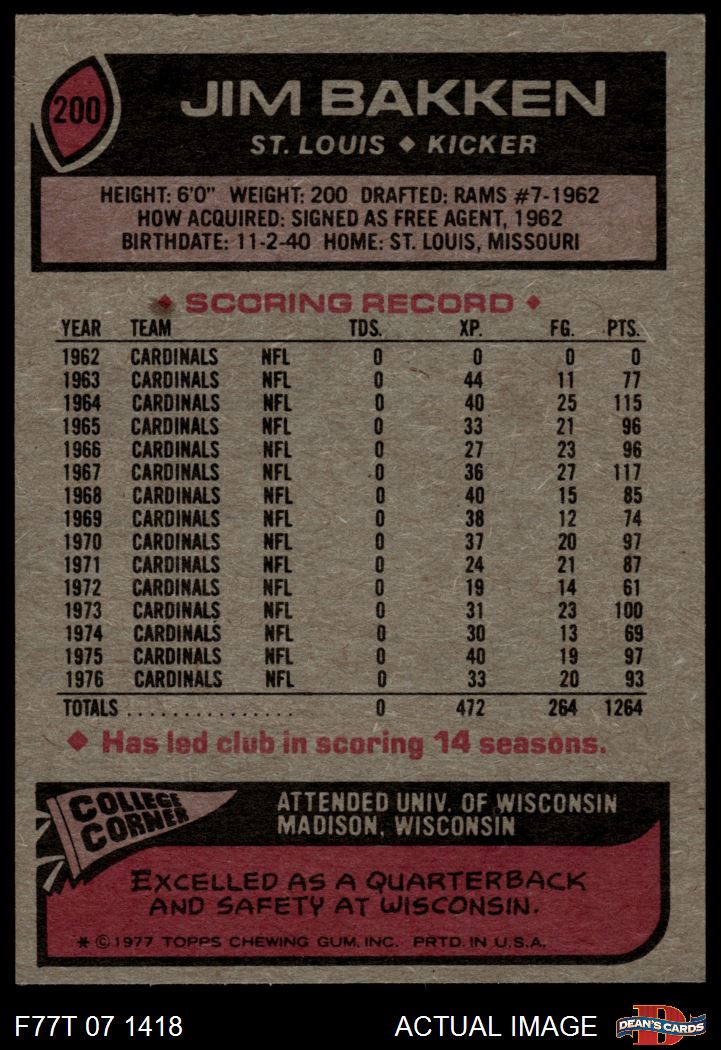 200
JIM BAKKEN
ST. LOUIS ◆ KICKER
HEIGHT: 6'0" WEIGHT: 200 DRAFTED: RAMS #7-1962
HOW ACQUIRED: SIGNED AS FREE AGENT, 1962
BIRTHDATE: 11-2-40 HOME: ST. LOUIS, MISSOURI
◆ SCORING RECORD ◆
YEAR TEAM TDS. XP. FG. PTS.
1962 CARDINALS NFL 0 0 0 0
1963 CARDINALS NFL 0 44 11 77
1964 CARDINALS NFL 0 40 25 115
1965 CARDINALS NFL 0 33 21 96
1966 CARDINALS NFL 0 27 23 96
1967 CARDINALS NFL 0 36 27 117
1968 CARDINALS NFL 0 40 15 85
1969 CARDINALS NFL 0 38 12 74
1970 CARDINALS NFL 0 37 20 97
1971 CARDINALS NFL 0 24 21 87
1972 CARDINALS NFL 0 19 14 61
1973 CARDINALS NFL 0 31 23 100
1974 CARDINALS NFL 0 30 13 69
1975 CARDINALS NFL 0 40 19 97
1976 CARDINALS NFL 0 33 20 93
TOTALS . . . . . . . . . . . . . . . 0 472 264 1264
◆ Has led club in scoring 14 seasons.
COLLEGE
CORNER
ATTENDED UNIV. OF WISCONSIN
MADISON, WISCONSIN
EXCELLED AS A QUARTERBACK
AND SAFETY AT WISCONSIN.
* © 1977 TOPPS CHEWING GUM, INC. PRTD. IN U.S.A.
F77T 07 1418 ACTUAL IMAGE
D
DEAN'S CARDS